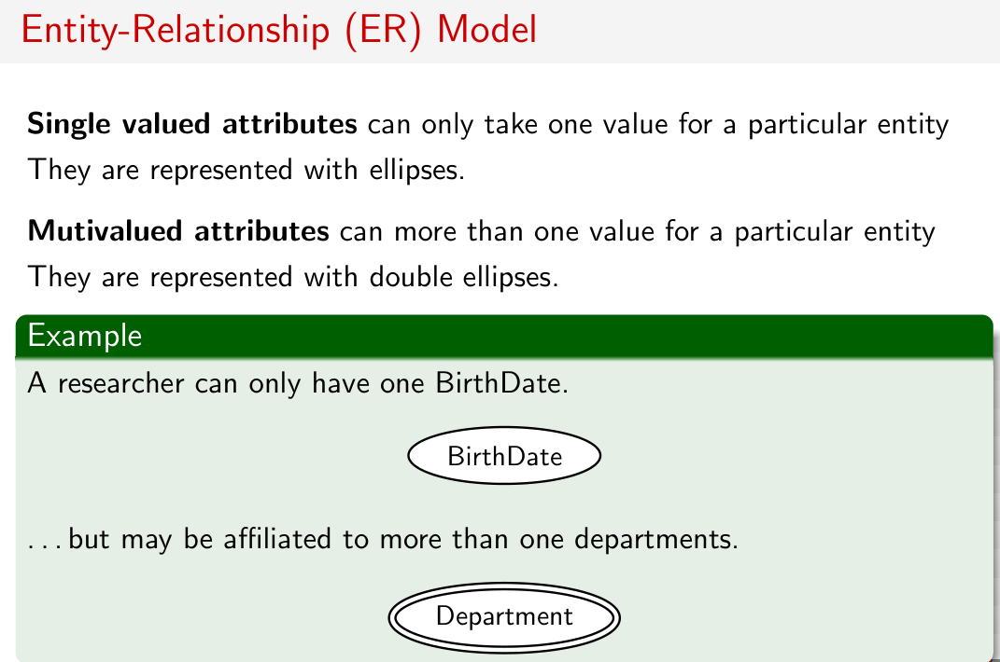 Entity-Relationship (ER) Model
Single valued attributes can only take one value for a particular entity
They are represented with ellipses.
Mutivalued attributes can more than one value for a particular entity
They are represented with double ellipses.
Example
A researcher can only have one BirthDate.
BirthDate
...but may be affiliated to more than one departments.
Department